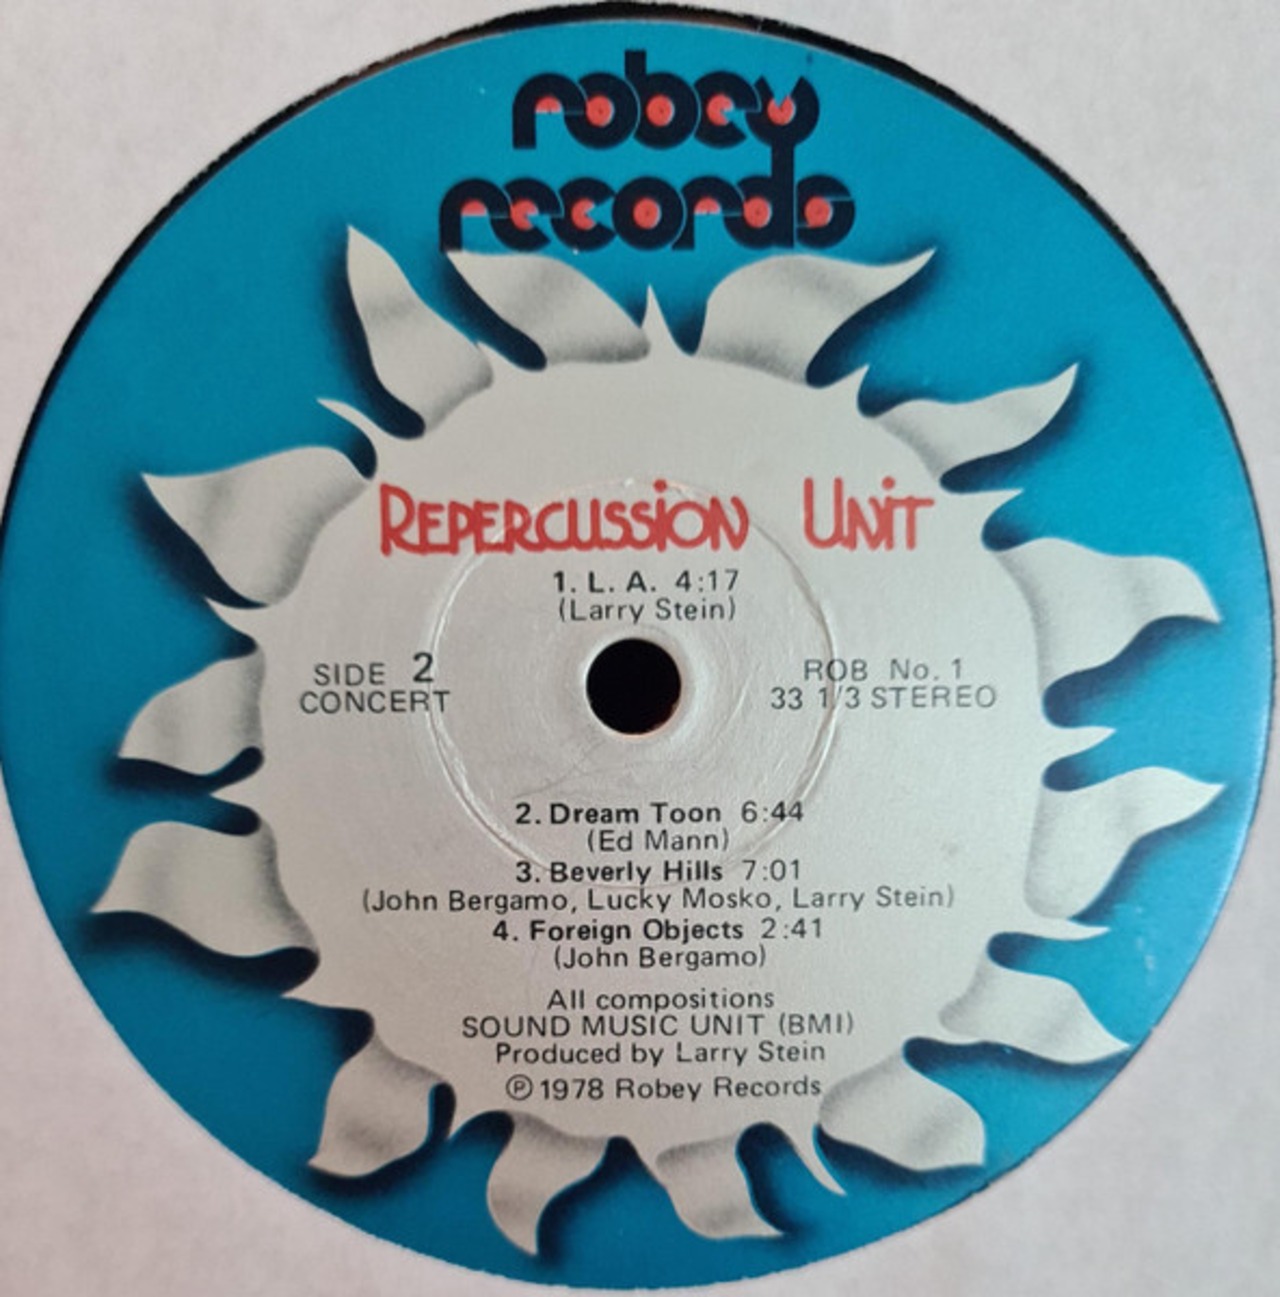 robey
records
REPERCUSSION UNIT
1. L. A. 4:17
(Larry Stein)
SIDE 2
CONCERT
ROB No. 1
33 1/3 STEREO
2. Dream Toon 6:44
(Ed Mann)
3. Beverly Hills 7:01
(John Bergamo, Lucky Mosko, Larry Stein)
4. Foreign Objects 2:41
(John Bergamo)
All compositions
SOUND MUSIC UNIT (BMI)
Produced by Larry Stein
℗ 1978 Robey Records